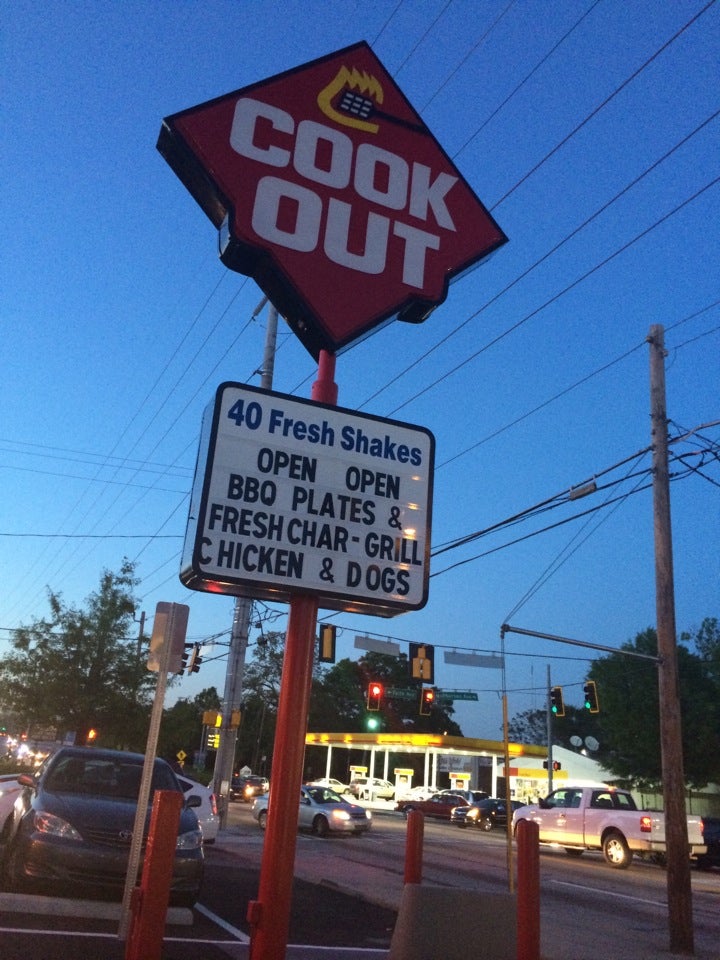 COOK
OUT
40 Fresh Shakes
OPEN OPEN
BBQ PLATES &
FRESH CHAR-GRILL
CHICKEN & DOGS